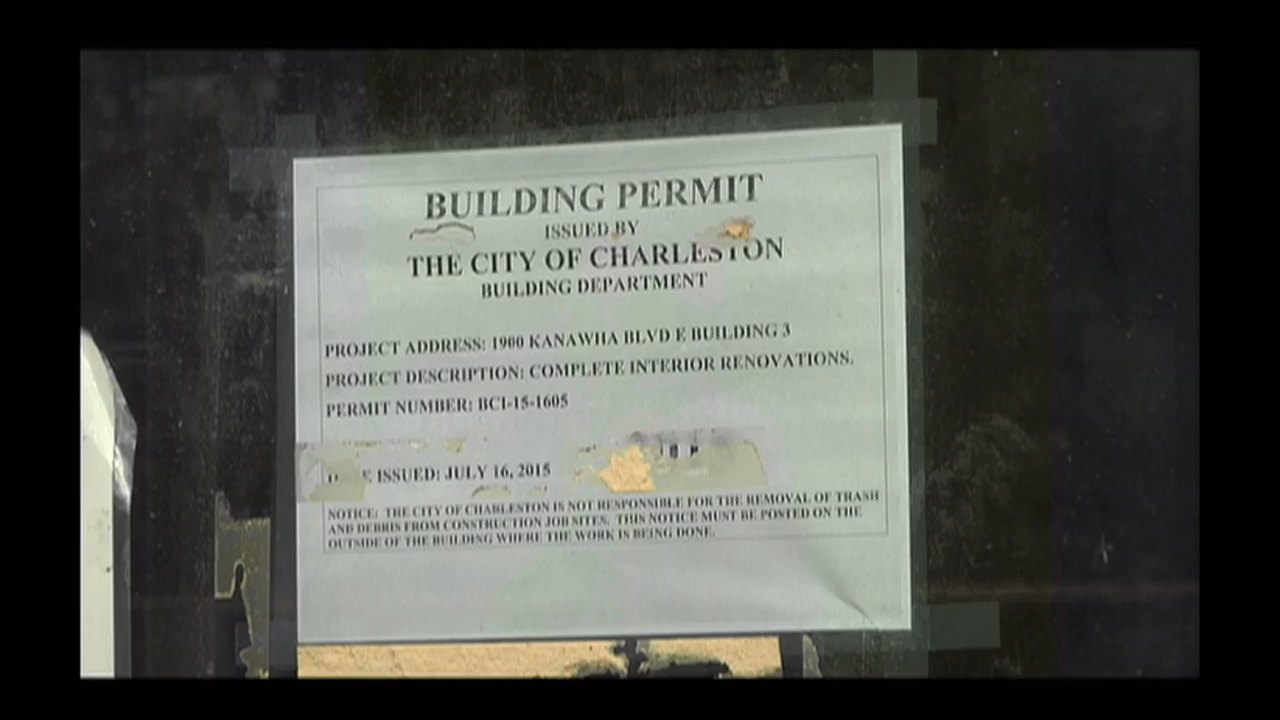 BUILDING PERMIT
ISSUED BY
THE CITY OF CHARLESTON
BUILDING DEPARTMENT
PROJECT ADDRESS: 1900 KANAWHA BLVD E BUILDING 3
PROJECT DESCRIPTION: COMPLETE INTERIOR RENOVATIONS.
PERMIT NUMBER: BCI-15-1605
ISSUED: JULY 16, 2015
NOTICE: THE CITY OF CHARLESTON IS NOT RESPONSIBLE FOR THE REMOVAL OF TRASH
AND DEBRIS FROM CONSTRUCTION JOB SITES. THIS NOTICE MUST BE POSTED ON THE
OUTSIDE OF THE BUILDING WHERE THE WORK IS BEING DONE.